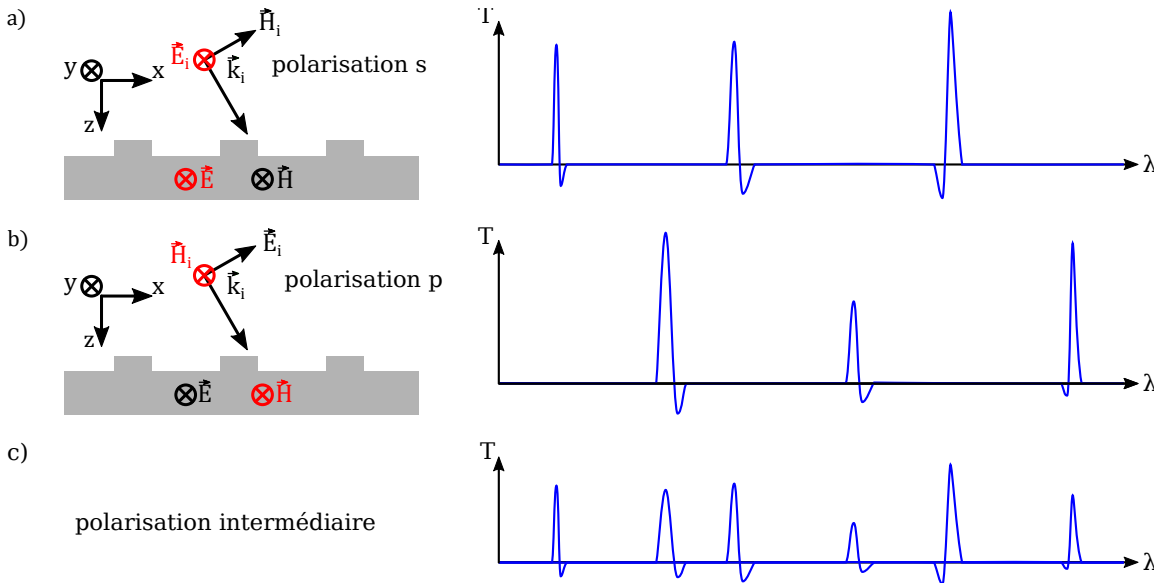 a)
H⃗i
E⃗i
k⃗i
polarisation s
y
x
z
E⃗
H⃗
T
λ
b)
E⃗i
H⃗i
k⃗i
polarisation p
y
x
z
E⃗
H⃗
T
λ
c)
polarisation intermédiaire
T
λ